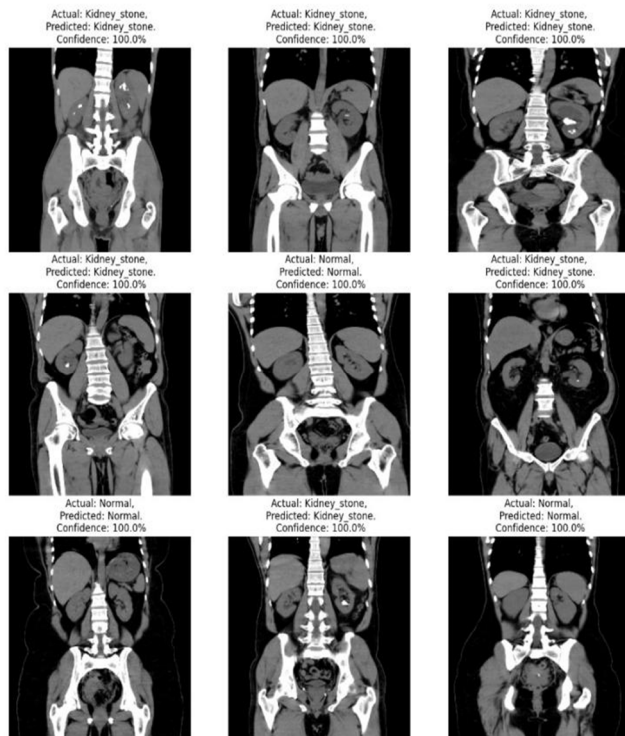 Actual: Kidney_stone,
Predicted: Kidney_stone.
Confidence: 100.0%
Actual: Kidney_stone,
Predicted: Kidney_stone.
Confidence: 100.0%
Actual: Kidney_stone,
Predicted: Kidney_stone.
Confidence: 100.0%
Actual: Kidney_stone,
Predicted: Kidney_stone.
Confidence: 100.0%
Actual: Normal,
Predicted: Normal.
Confidence: 100.0%
Actual: Kidney_stone,
Predicted: Kidney_stone.
Confidence: 100.0%
Actual: Normal,
Predicted: Normal.
Confidence: 100.0%
Actual: Kidney_stone,
Predicted: Kidney_stone.
Confidence: 100.0%
Actual: Normal,
Predicted: Normal.
Confidence: 100.0%